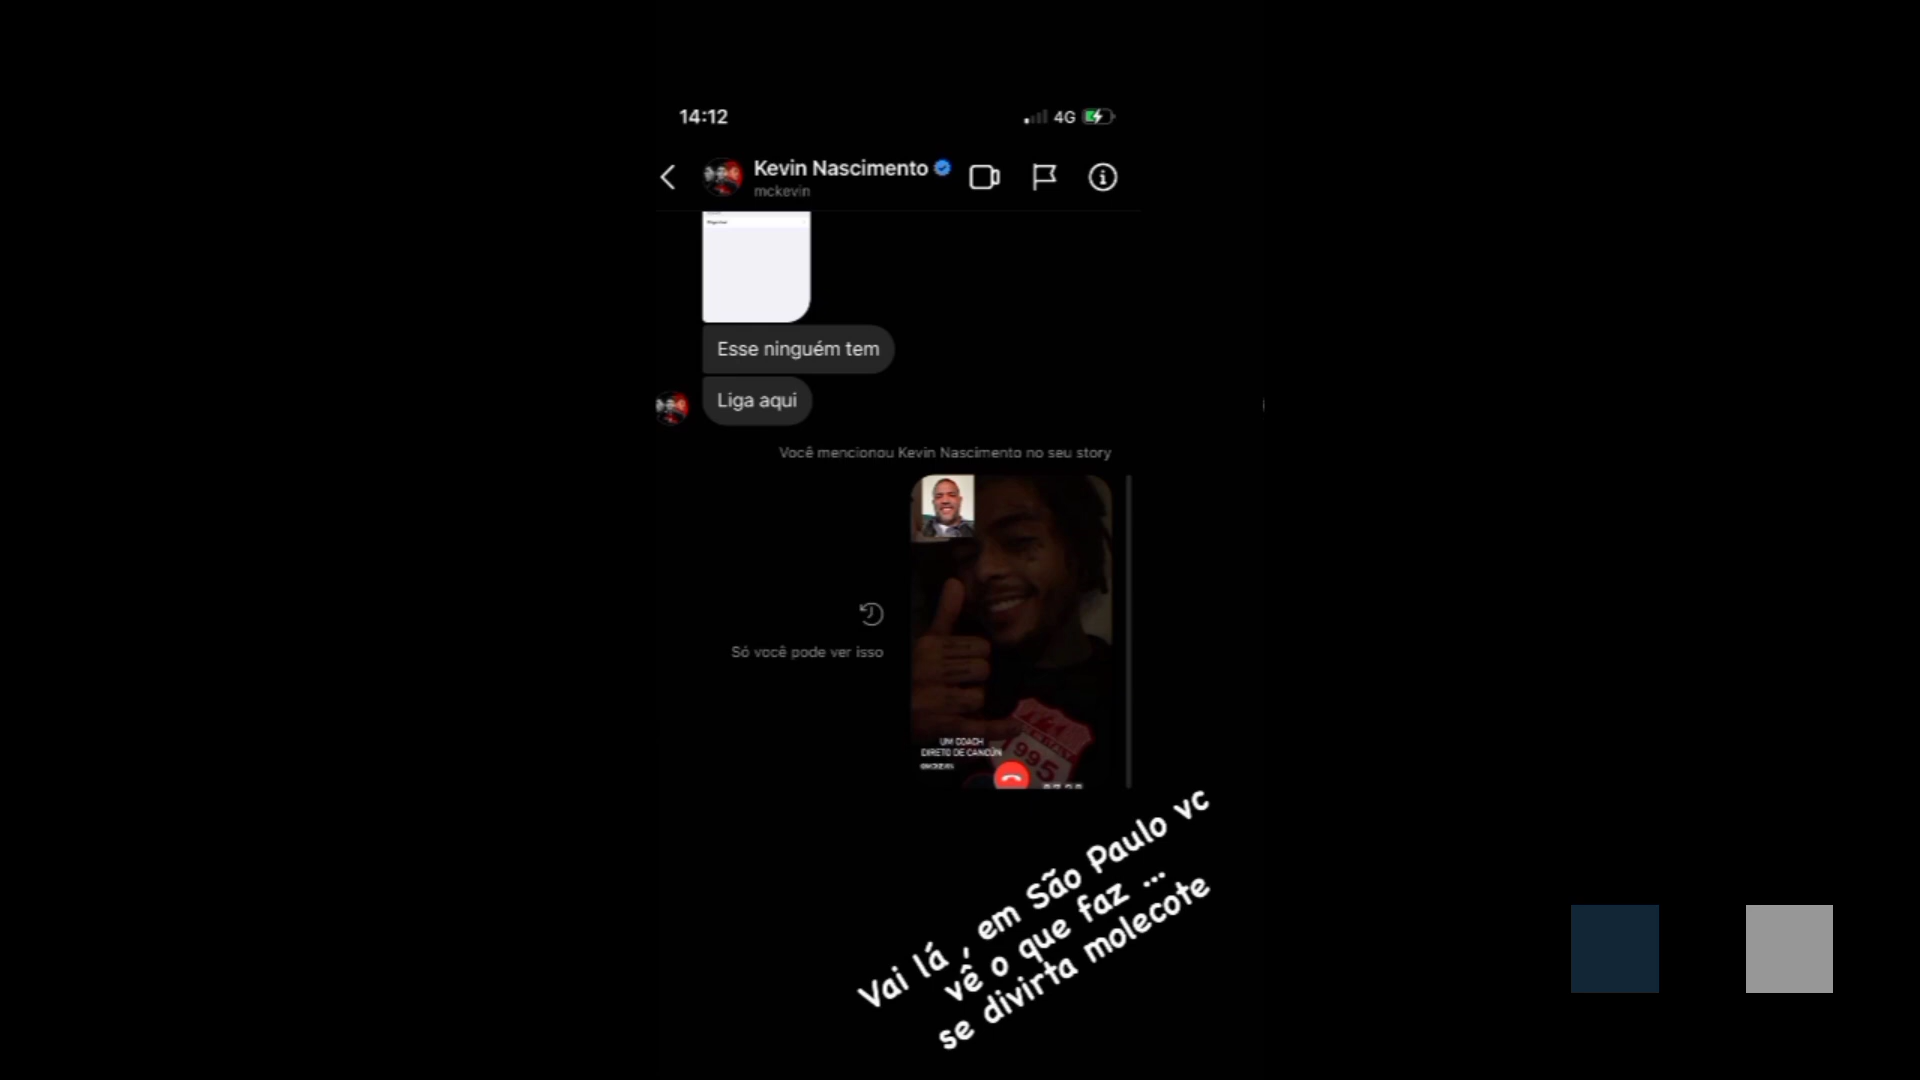 14:12
4G
Kevin Nascimento
mckevin
Esse ninguém tem
Liga aqui
Você mencionou Kevin Nascimento no seu story
Só você pode ver isso
UM COACH
DIRETO DE CANCÚN
995
Vai lá , em São Paulo vc
vê o que faz ...
se divirta molecote